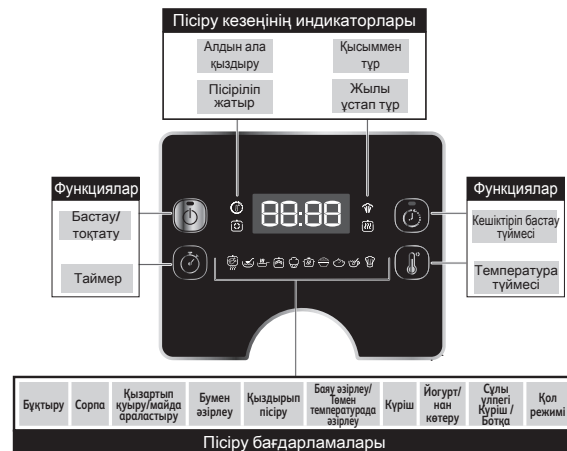 Пісіру кезеңінің индикаторлары
Алдын ала
қыздыру
Қысыммен
тұр
Пісіріліп
жатыр
Жылы
ұстап тұр
Функциялар
Бастау/
тоқтату
Таймер
88:88
Функциялар
Кешіктіріп бастау
түймесі
Температура
түймесі
Бұқтыру
Сорпа
Қызартып
қуыру/майда
араластыру
Бумен
әзірлеу
Қыздырып
пісіру
Баяу әзірлеу/
Төмен
температурада
әзірлеу
Күріш
Йогурт/
нан
көтеру
Сұлы
үлпегі
Күріш /
Ботқа
Қол
режимі
Пісіру бағдарламалары